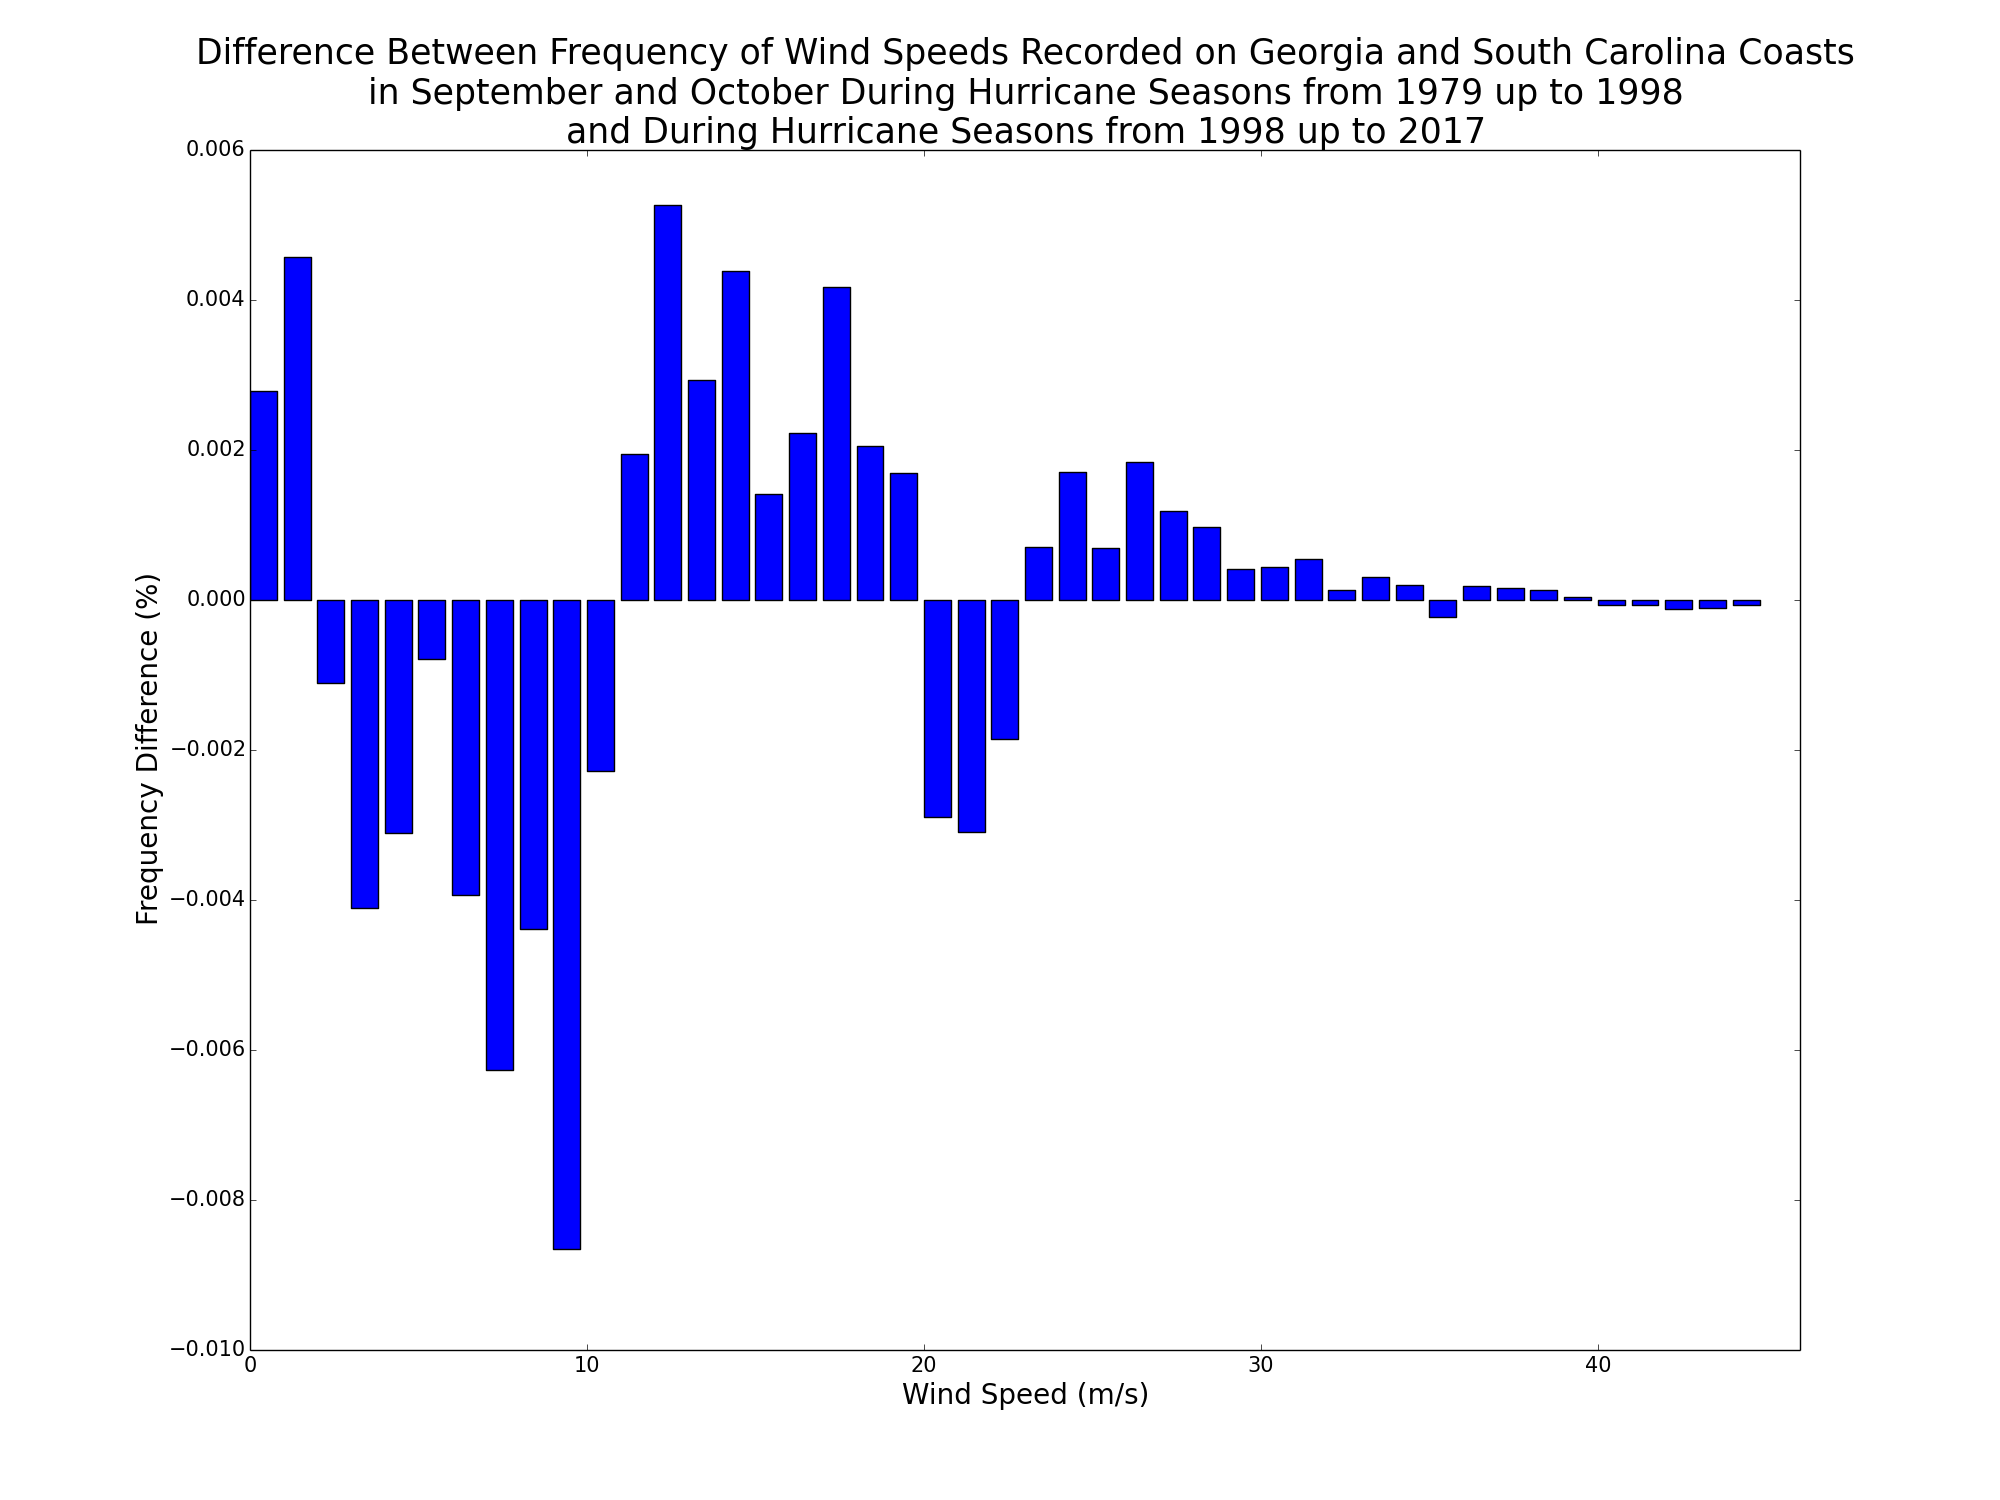 Difference Between Frequency of Wind Speeds Recorded on Georgia and South Carolina Coasts
in September and October During Hurricane Seasons from 1979 up to 1998
and During Hurricane Seasons from 1998 up to 2017
0.006
0.004
0.002
0.000
−0.002
−0.004
−0.006
−0.008
−0.010
Frequency Difference (%)
0 10 20 30 40
Wind Speed (m/s)